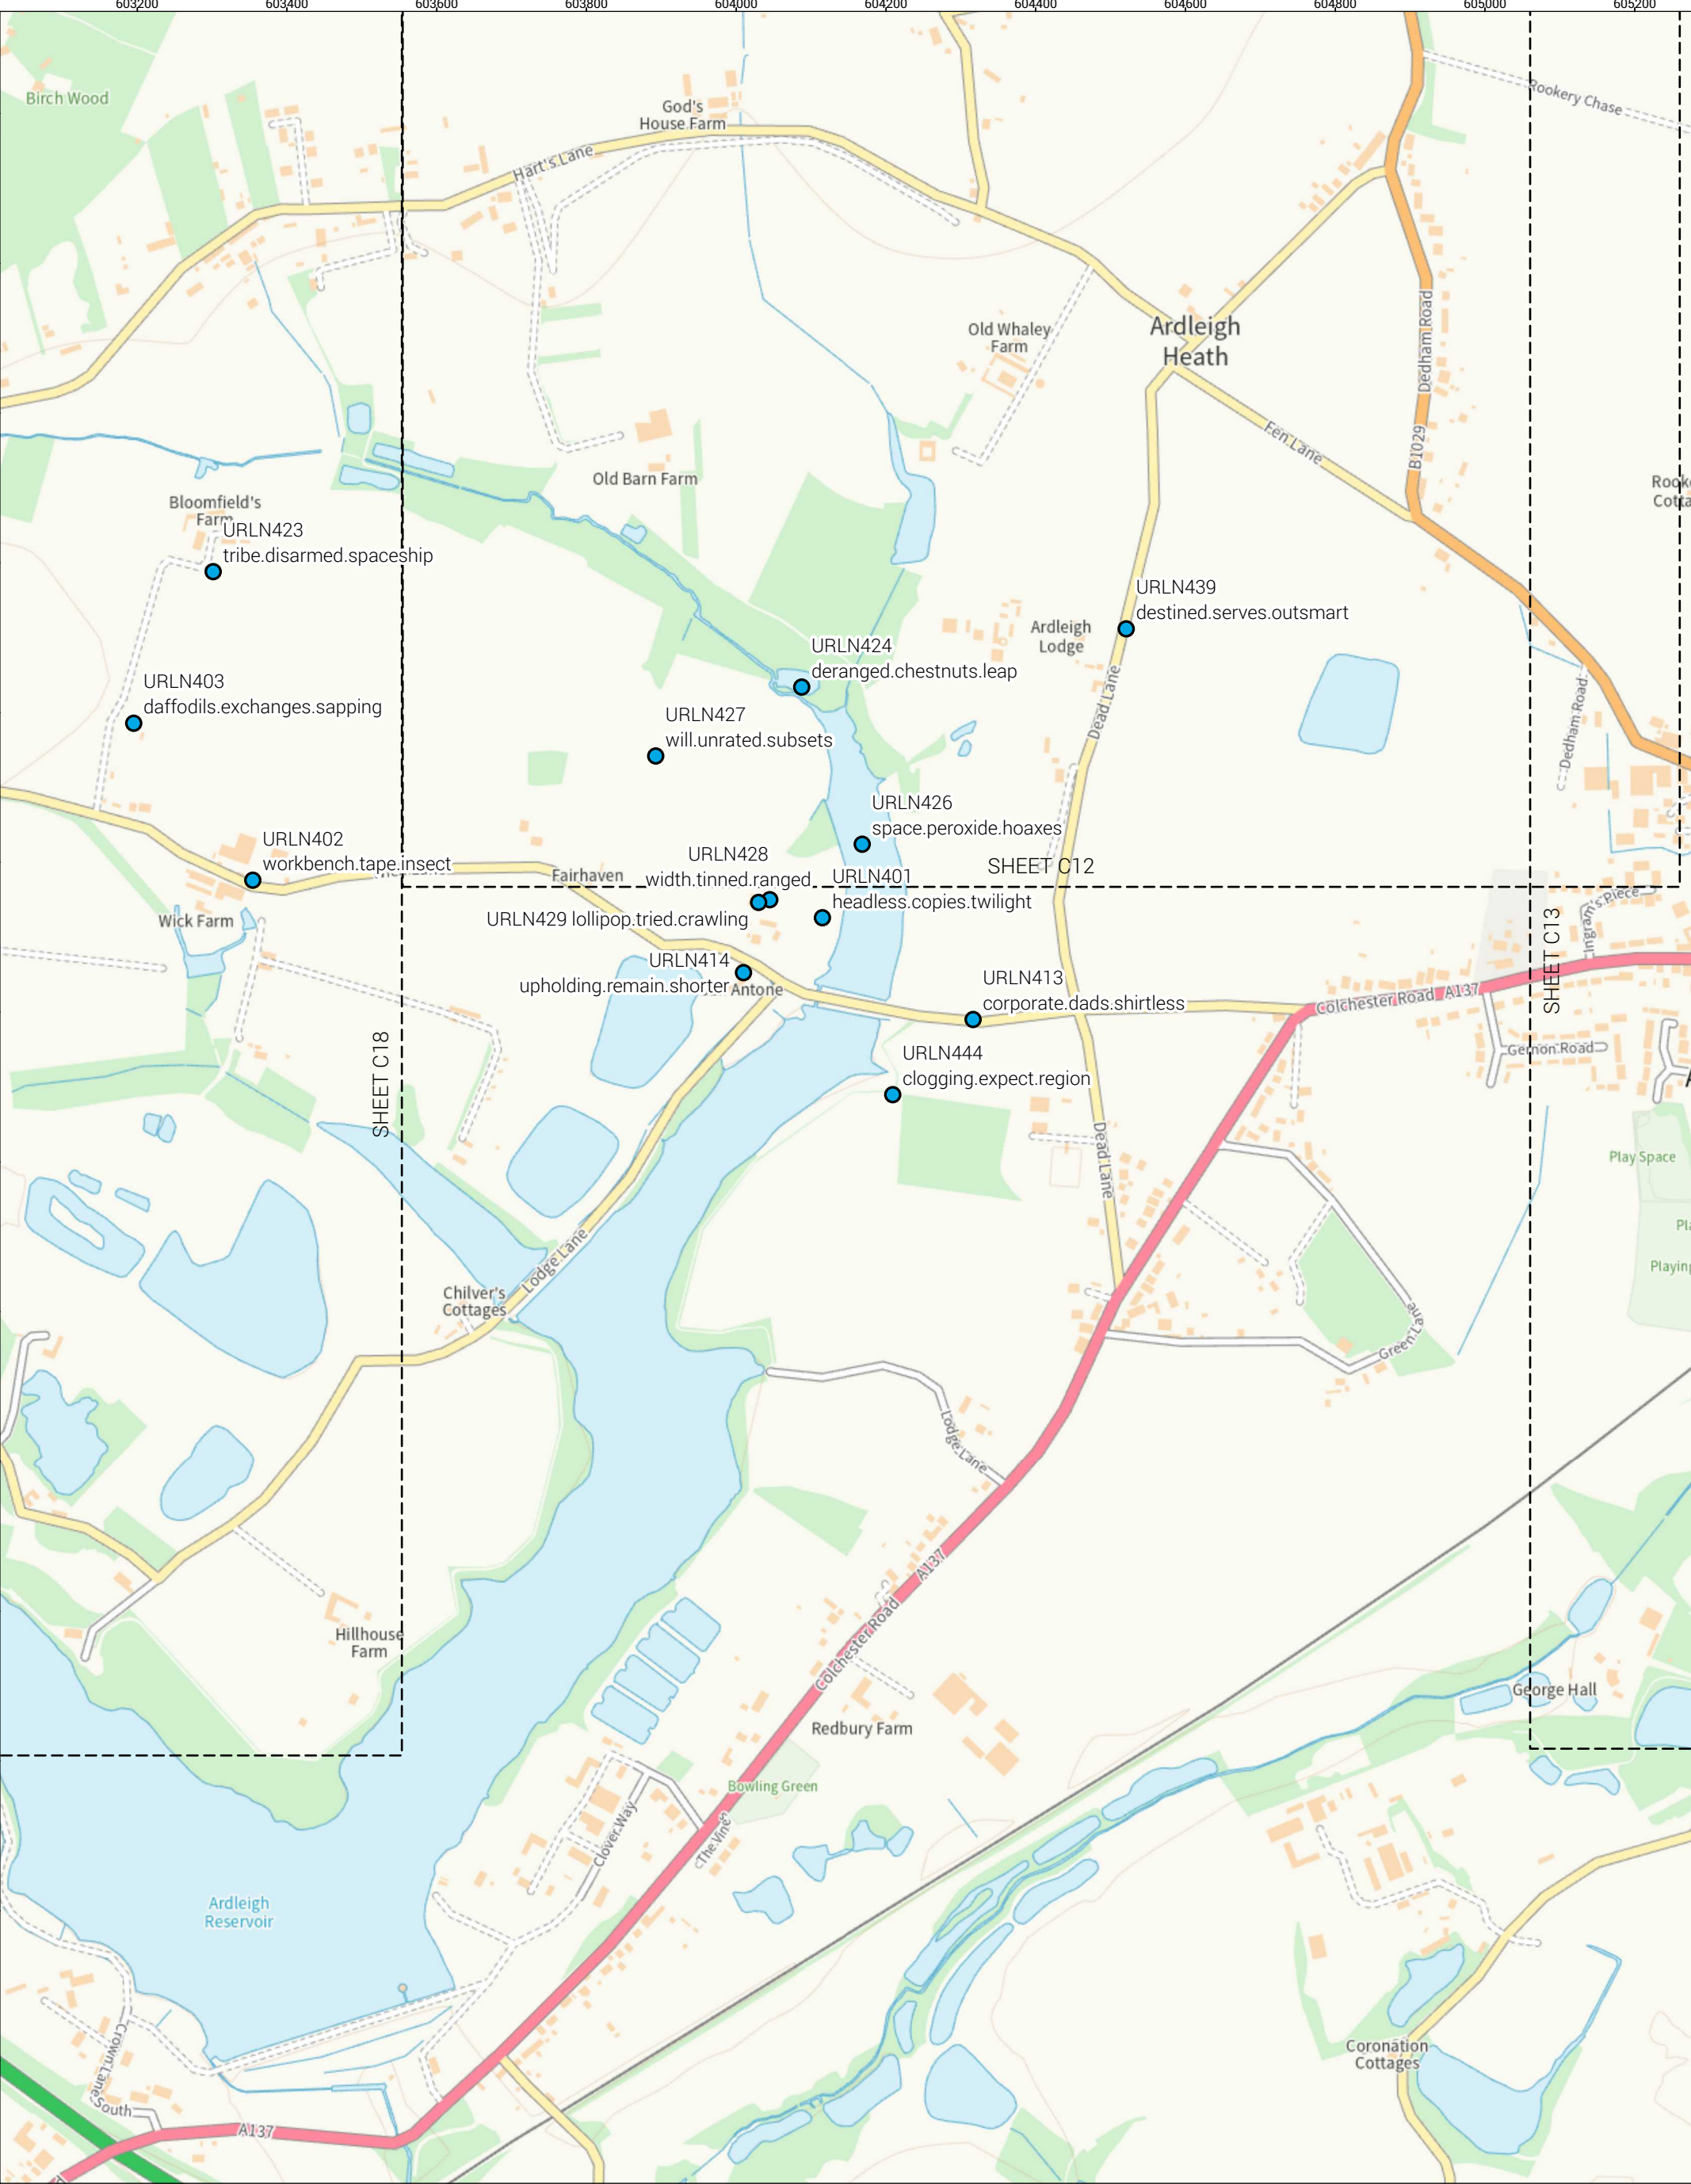 603200 603400 603600 603800 604000 604200 604400 604600 604800 605000 605200
Birch Wood
God's
House Farm
Rookery Chase
Hart's Lane
Old Whaley
Farm
Ardleigh
Heath
Dedham Road
B1029
Fen Lane
Old Barn Farm
Bloomfield's
Farm
URLN423
tribe.disarmed.spaceship
URLN439
destined.serves.outsmart
Ardleigh
Lodge
URLN424
deranged.chestnuts.leap
URLN403
daffodils.exchanges.sapping
Dead Lane
Dedham Road
URLN427
will.unrated.subsets
URLN426
space.peroxide.hoaxes
URLN402
workbench.tape.insect
URLN428
width.tinned.ranged
SHEET C12
Fairhaven
URLN401
headless.copies.twilight
Wick Farm
URLN429 lollipop.tried.crawling
Ingram's Piece
SHEET C13
URLN414
upholding.remain.shorter
Antone
URLN413
corporate.dads.shirtless
Colchester Road A137
Gernon Road
SHEET C18
URLN444
clogging.expect.region
Dead Lane
Play Space
Lodge Lane
Playing
Chilver's
Cottages
Green Lane
Lodge Lane
A137
Colchester Road
Hillhouse
Farm
George Hall
Redbury Farm
Bowling Green
Clover Way
The Vines
Ardleigh
Reservoir
Crown Lane
South
Coronation
Cottages
A137